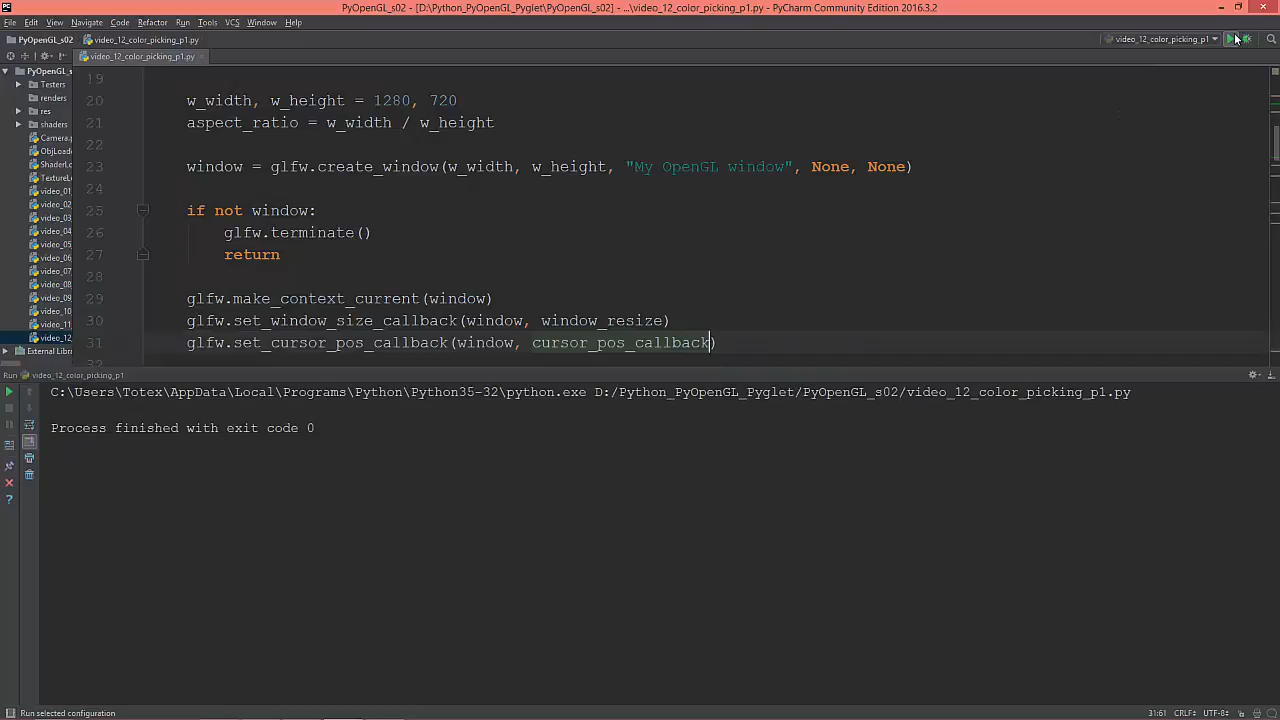 PyOpenGL_s02 - [D:\Python_PyOpenGL_Pyglet\PyOpenGL_s02] - ...\video_12_color_picking_p1.py - PyCharm Community Edition 2016.3.2
File Edit View Navigate Code Refactor Run Tools VCS Window Help
PyOpenGL_s02 video_12_color_picking_p1.py video_12_color_picking_p1
video_12_color_picking_p1.py
PyOpenGL_s
Testers
renders
res
shaders
Camera.p
ObjLoade
ShaderLo
TextureLo
video_01
video_02
video_03
video_04
video_05
video_06
video_07
video_08
video_09
video_10
video_11
video_12
External Libr
19
20 w_width, w_height = 1280, 720
21 aspect_ratio = w_width / w_height
22
23 window = glfw.create_window(w_width, w_height, "My OpenGL window", None, None)
24
25 if not window:
26 glfw.terminate()
27 return
28
29 glfw.make_context_current(window)
30 glfw.set_window_size_callback(window, window_resize)
31 glfw.set_cursor_pos_callback(window, cursor_pos_callback)
Run video_12_color_picking_p1
C:\Users\Totex\AppData\Local\Programs\Python\Python35-32\python.exe D:/Python_PyOpenGL_Pyglet/PyOpenGL_s02/video_12_color_picking_p1.py
Process finished with exit code 0
Run selected configuration 31:61 CRLF÷ UTF-8÷